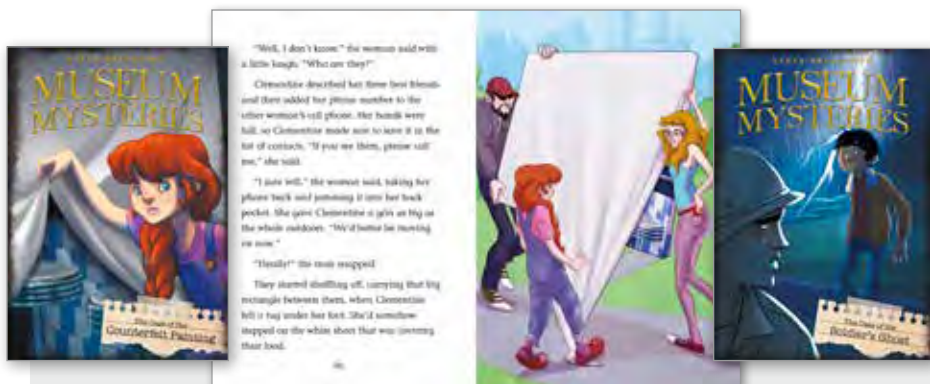 MUSEUM
MYSTERIES
The Case of the
Counterfeit Painting
"Well, I don't know," the woman said with
a little laugh. "Who are they?"
Clementine described her three best friends
and then added her phone number to the
other woman's cell phone. Her hands were
full, so Clementine made sure to save it in the
list of contacts. "If you see them, please call
me," she said.
"I sure will," the woman said, taking her
phone back and jamming it into her back
pocket. She gave Clementine a grin as big as
the whole outdoors. "We'd better be moving
on now."
"Finally!" the man snapped.
They started shuffling off, carrying that big
rectangle between them, when Clementine
felt a tug under her foot. She'd somehow
stepped on the white sheet that was covering
their load.
MUSEUM
MYSTERIES
The Case of the
Soldier's Ghost